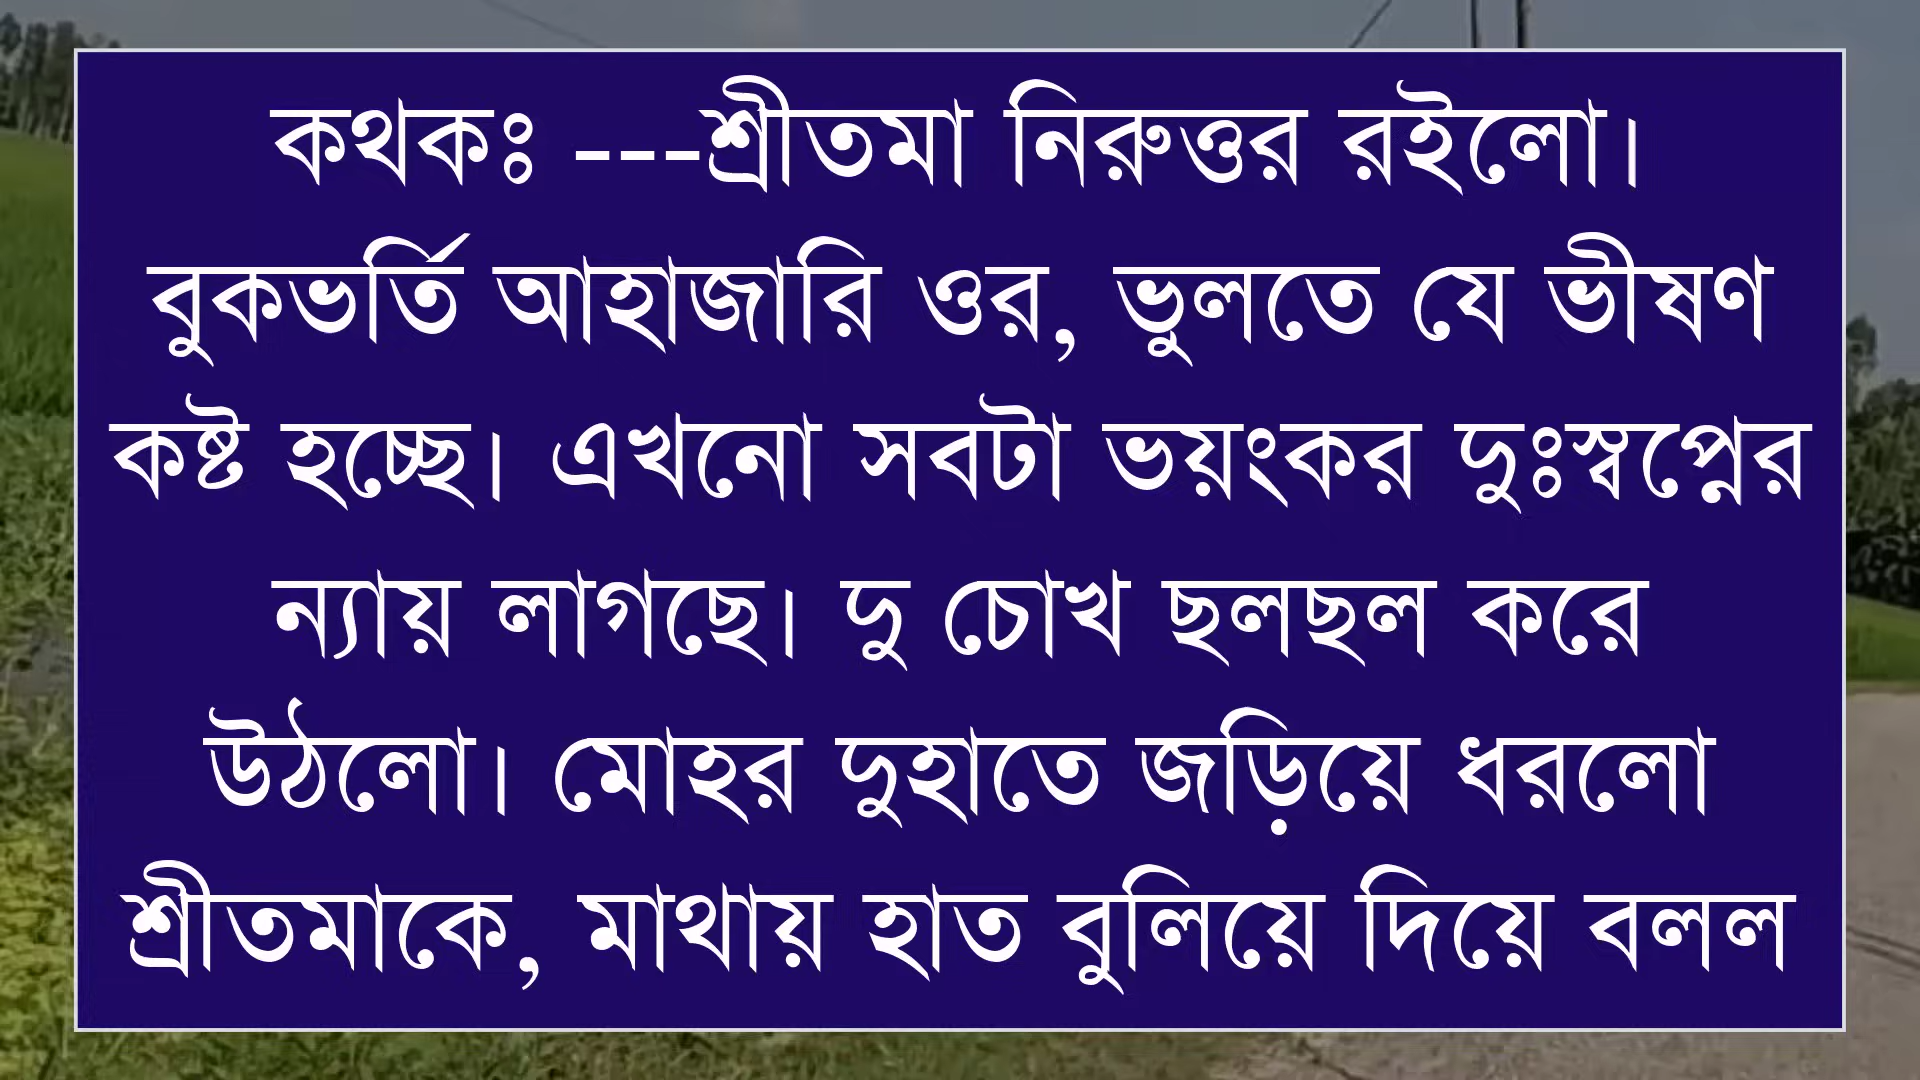 কথকঃ ---শ্রীতমা নিরুত্তর রইলো।
বুকভর্তি আহাজারি ওর, ভুলতে যে ভীষণ
কষ্ট হচ্ছে। এখনো সবটা ভয়ংকর দুঃস্বপ্নের
ন্যায় লাগছে। দু চোখ ছলছল করে
উঠলো। মোহর দুহাতে জড়িয়ে ধরলো
শ্রীতমাকে, মাথায় হাত বুলিয়ে দিয়ে বলল